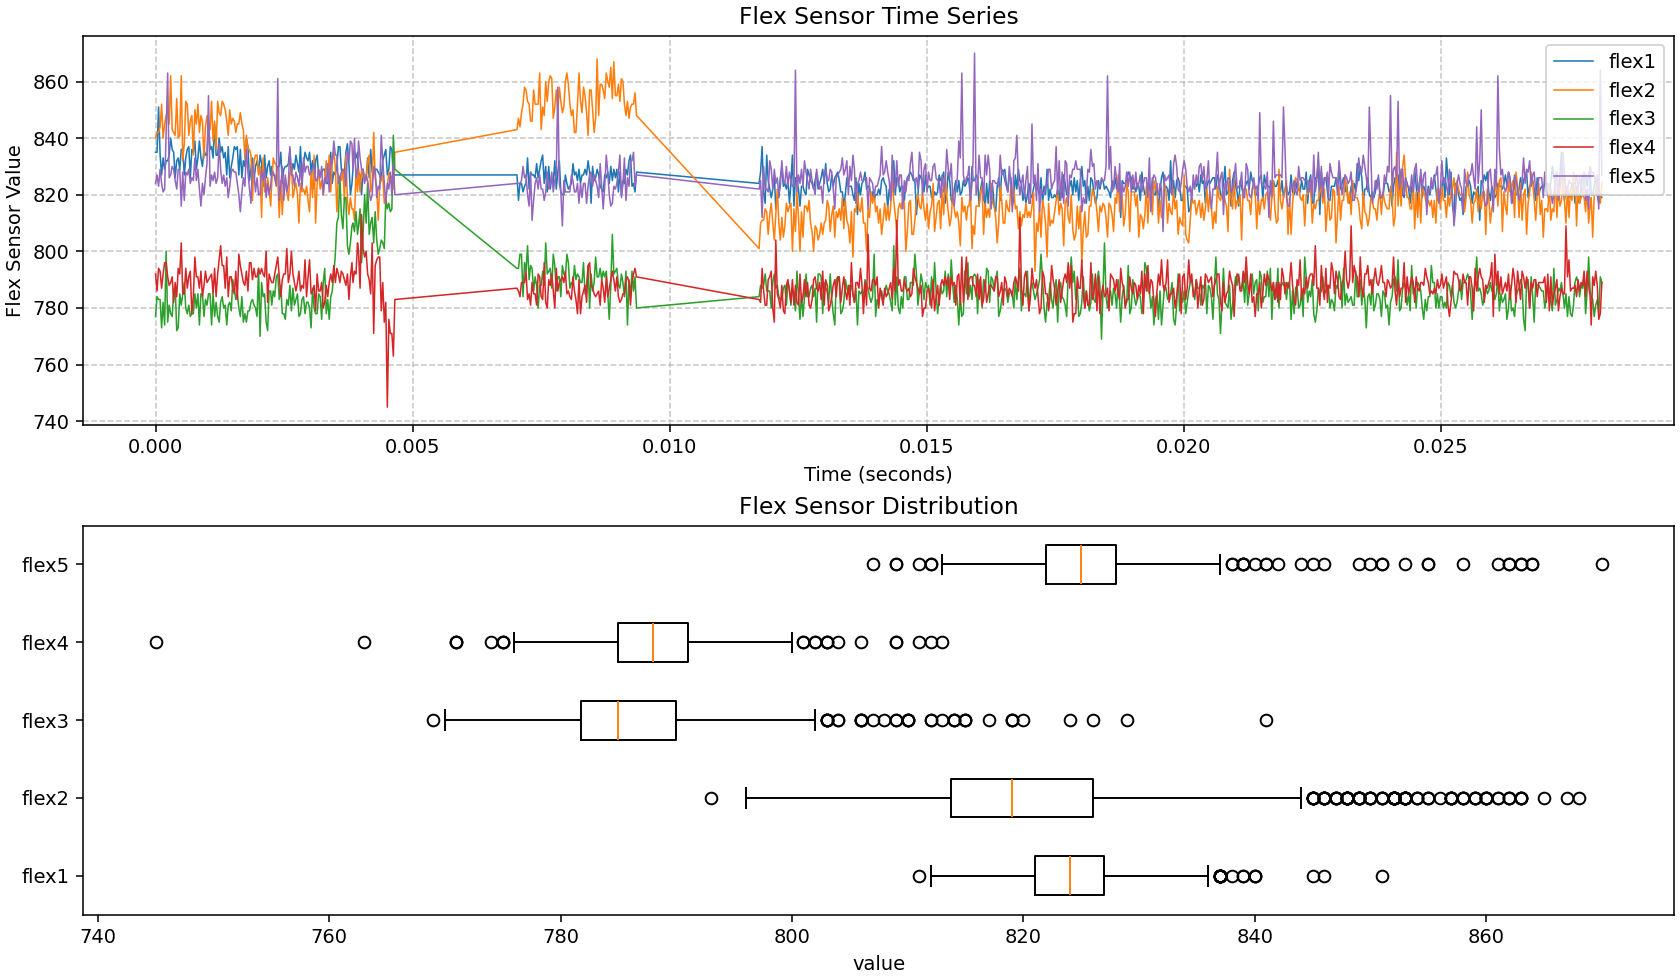 Flex Sensor Time Series
Flex Sensor Value
860
840
820
800
780
760
740
flex1
flex2
flex3
flex4
flex5
0.000 0.005 0.010 0.015 0.020 0.025
Time (seconds)
Flex Sensor Distribution
flex5
flex4
flex3
flex2
flex1
740 760 780 800 820 840 860
value